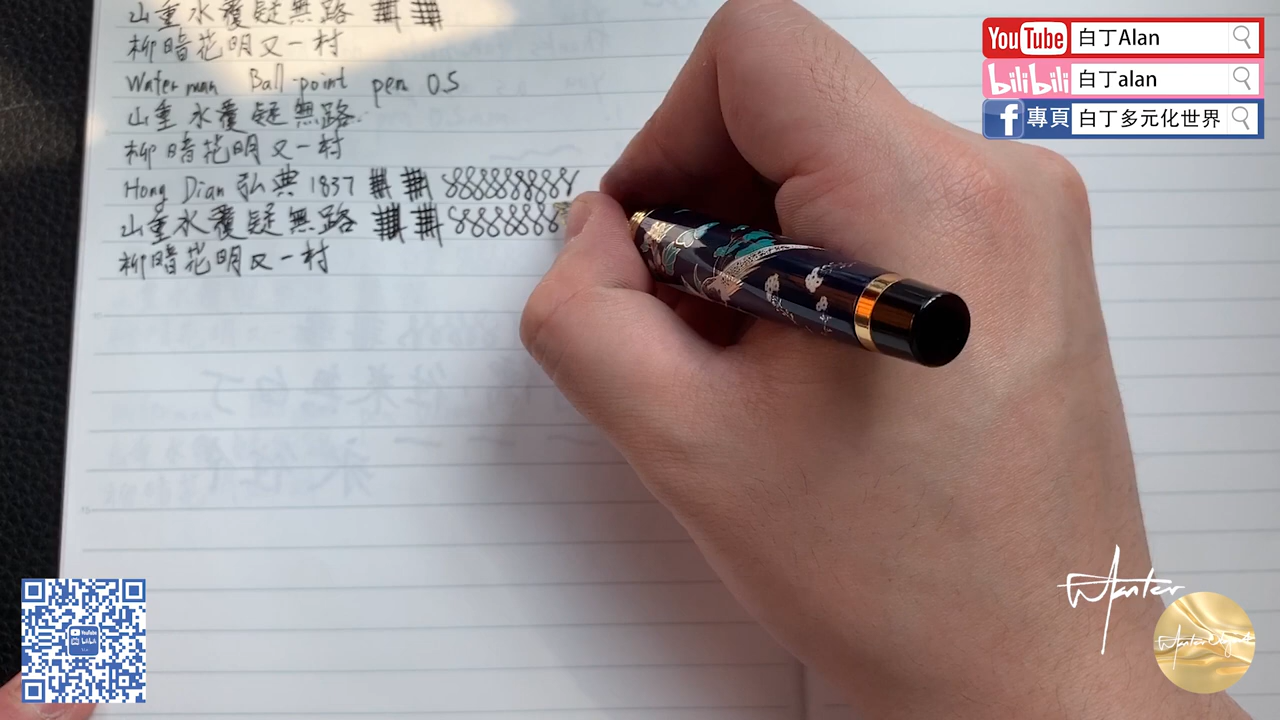 山重水覆疑無路
柳暗花明又一村
Waterman Ball-point pen 0.5
山重水覆疑無路
柳暗花明又一村
Hong Dian 弘典 1837
山重水覆疑無路
柳暗花明又一村
YouTube 白丁Alan
bilibili 白丁alan
f 專頁 白丁多元化世界